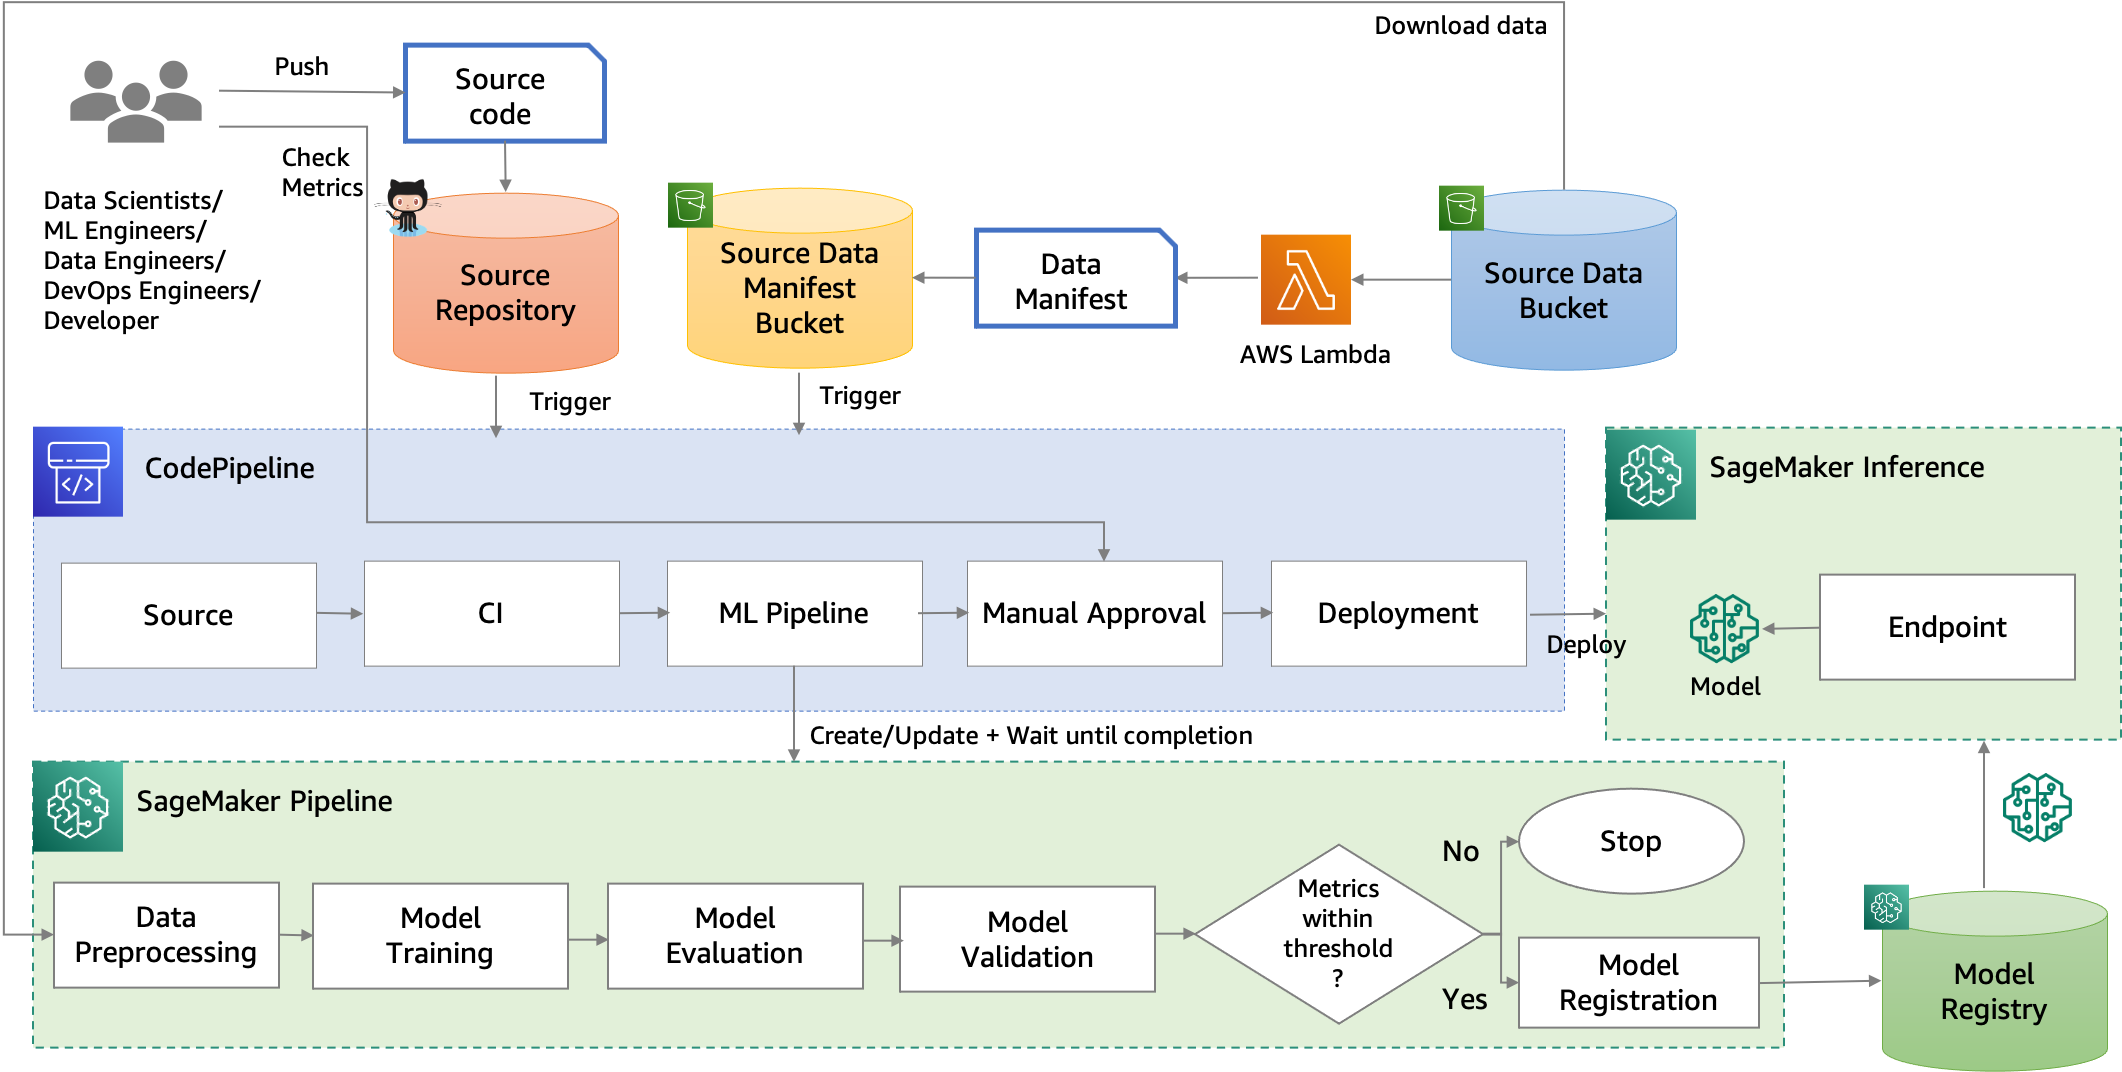 Download data
Push
Source
code
Check
Metrics
Data Scientists/
ML Engineers/
Data Engineers/
DevOps Engineers/
Developer
Source
Repository
Source Data
Manifest
Bucket
Data
Manifest
AWS Lambda
Source Data
Bucket
Trigger
Trigger
CodePipeline
</>
Source
CI
ML Pipeline
Manual Approval
Deployment
Deploy
SageMaker Inference
Model
Endpoint
Create/Update + Wait until completion
SageMaker Pipeline
Data
Preprocessing
Model
Training
Model
Evaluation
Model
Validation
Metrics
within
threshold
?
No
Stop
Yes
Model
Registration
Model
Registry